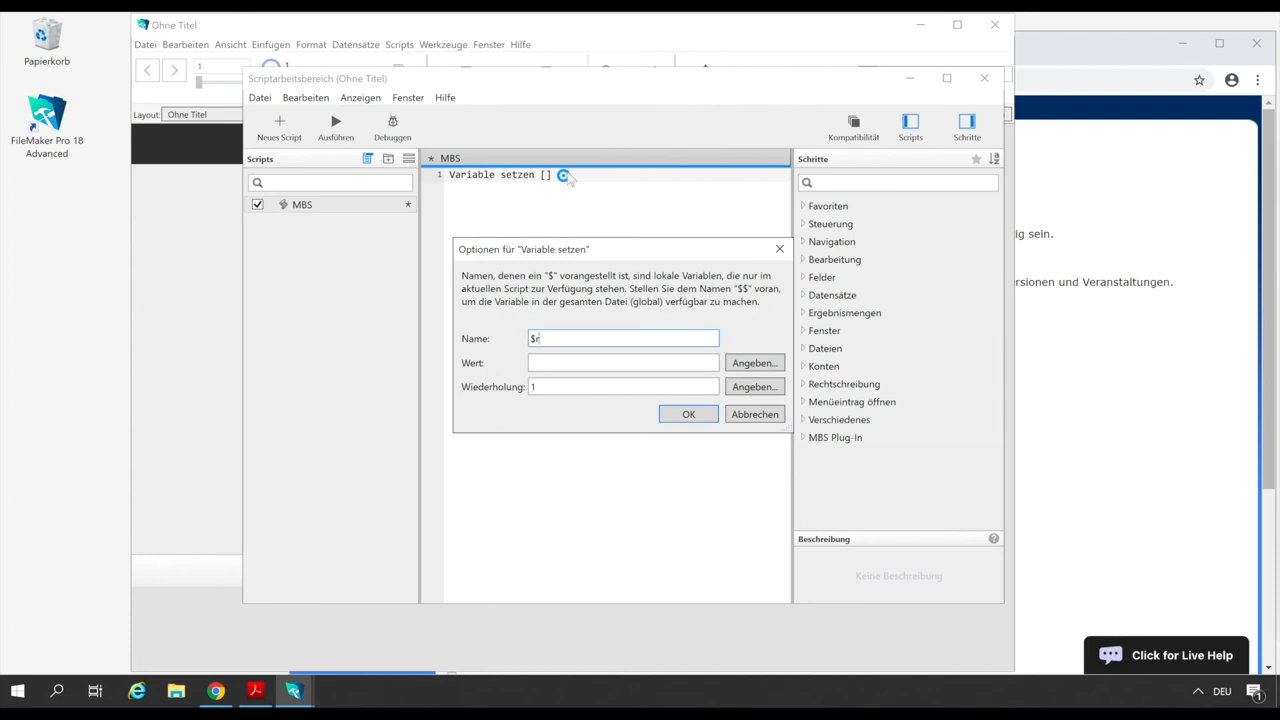 Papierkorb
FileMaker Pro 18
Advanced
Ohne Titel
Datei Bearbeiten Ansicht Einfügen Format Datensätze Scripts Werkzeuge Fenster Hilfe
1
1
Layout: Ohne Titel
Scriptarbeitsbereich (Ohne Titel)
Datei Bearbeiten Anzeigen Fenster Hilfe
Neues Script Ausführen Debuggen Kompatibilität Scripts Schritte
Scripts
MBS *
* MBS
1 Variable setzen []
Optionen für "Variable setzen"
Namen, denen ein "$" vorangestellt ist, sind lokale Variablen, die nur im
aktuellen Script zur Verfügung stehen. Stellen Sie dem Namen "$$" voran,
um die Variable in der gesamten Datei (global) verfügbar zu machen.
Name: $r
Wert: Angeben...
Wiederholung: 1 Angeben...
OK Abbrechen
Schritte
Favoriten
Steuerung
Navigation
Bearbeitung
Felder
Datensätze
Ergebnismengen
Fenster
Dateien
Konten
Rechtschreibung
Menüeintrag öffnen
Verschiedenes
MBS Plug-In
Beschreibung
Keine Beschreibung
ig sein.
ersionen und Veranstaltungen.
Click for Live Help
DEU
1